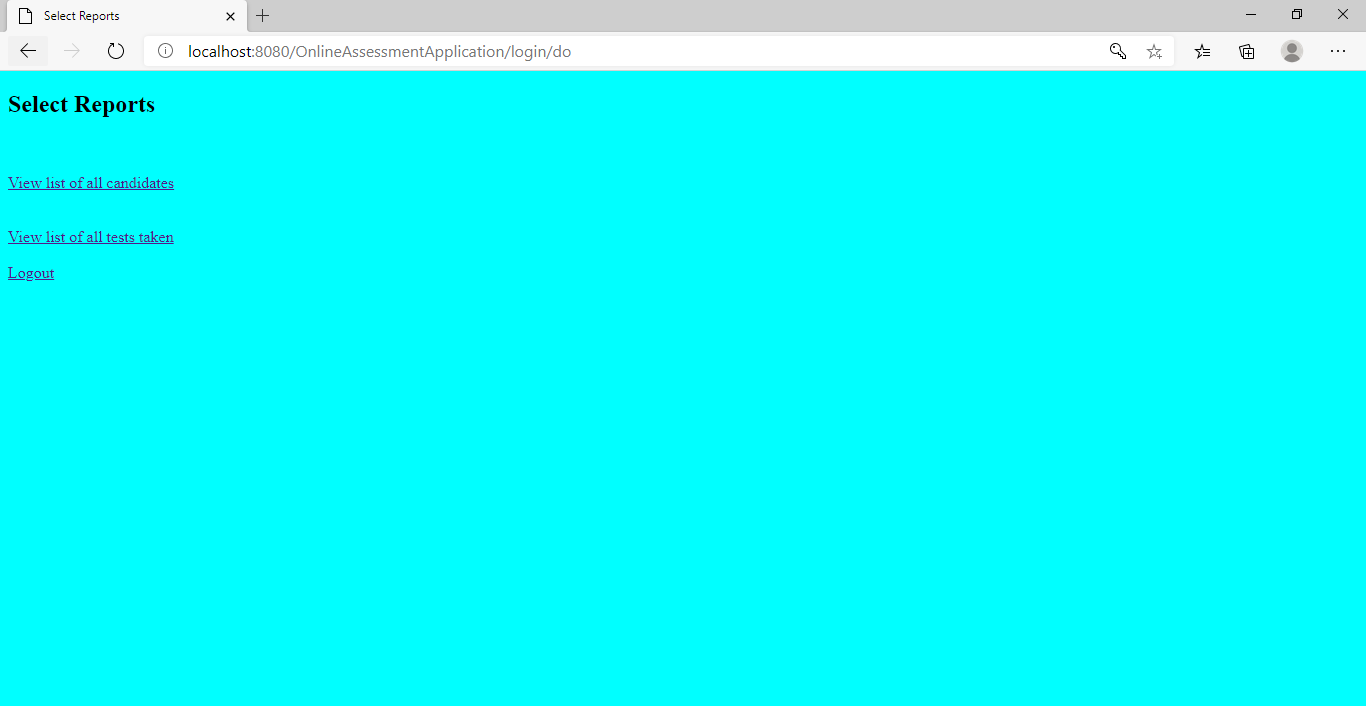 Select Reports
localhost:8080/OnlineAssessmentApplication/login/do
Select Reports
View list of all candidates
View list of all tests taken
Logout